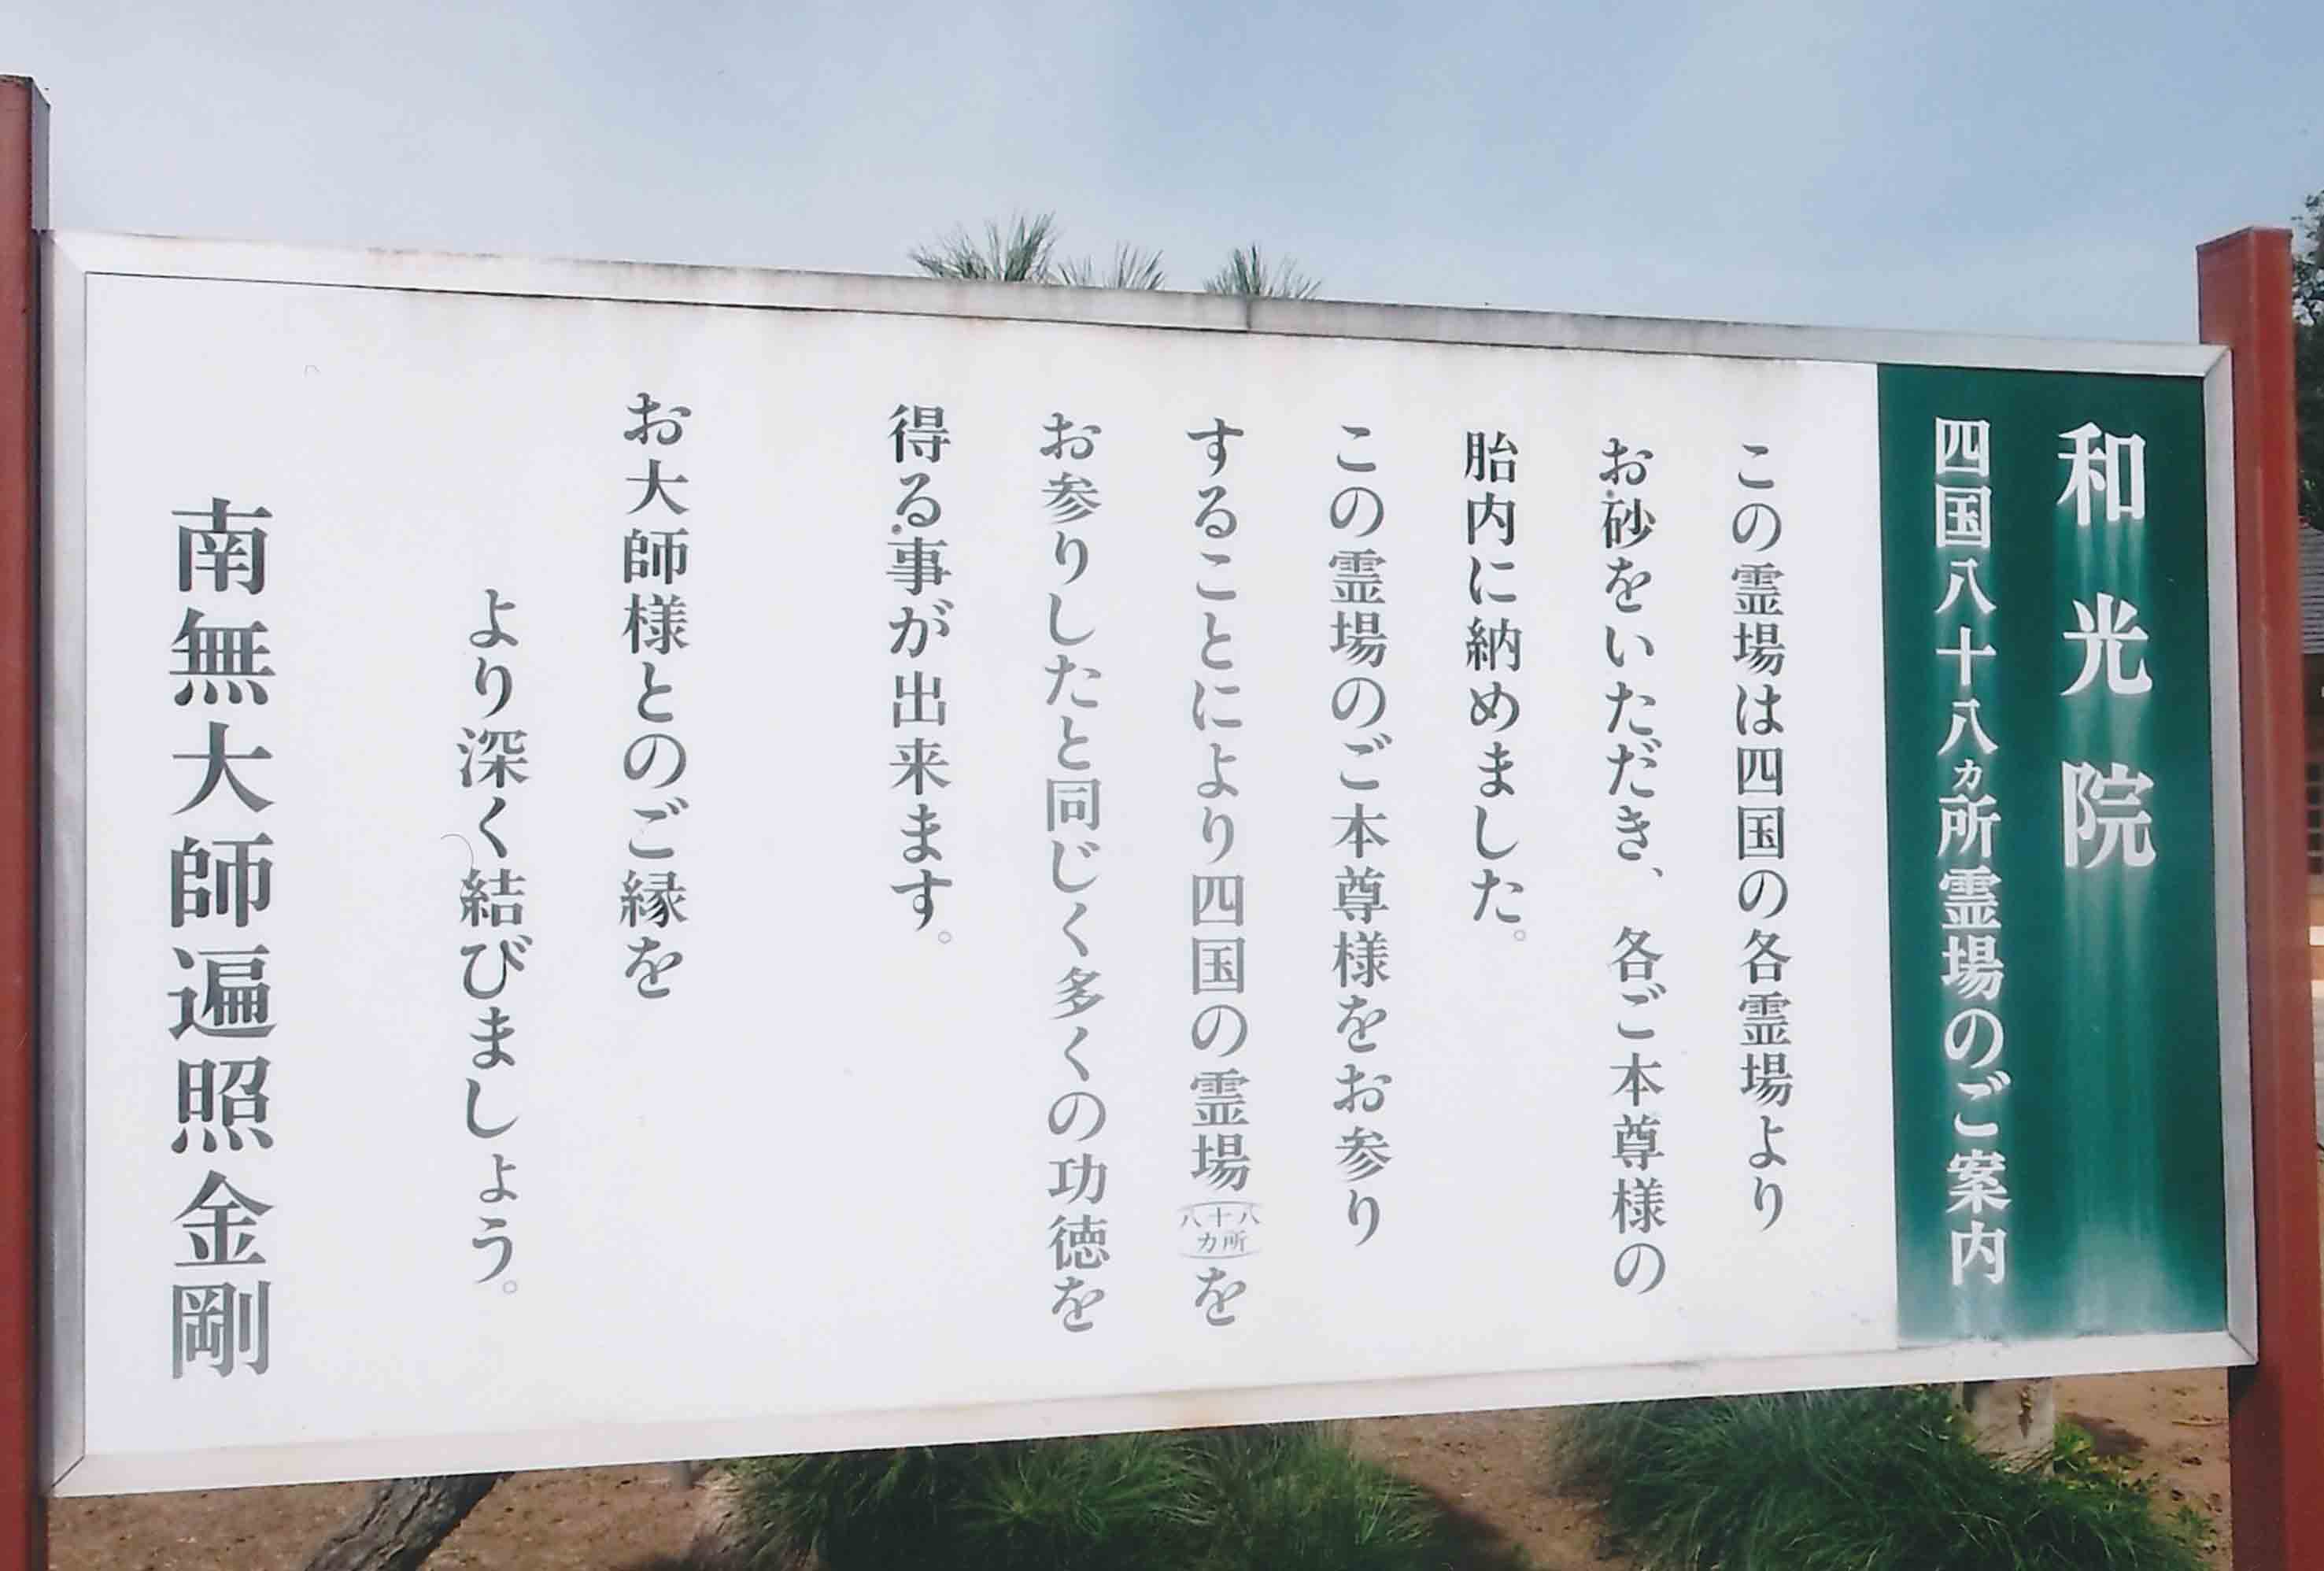 和光院
四国八十八ヵ所霊場のご案内
この霊場は四国の各霊場より
お砂をいただき、各ご本尊様の
胎内に納めました。
この霊場のご本尊様をお参り
することにより四国の霊場(八十八カ所)を
お参りしたと同じく多くの功徳を
得る事が出来ます。
お大師様とのご縁を
より深く結びましょう。
南無大師遍照金剛